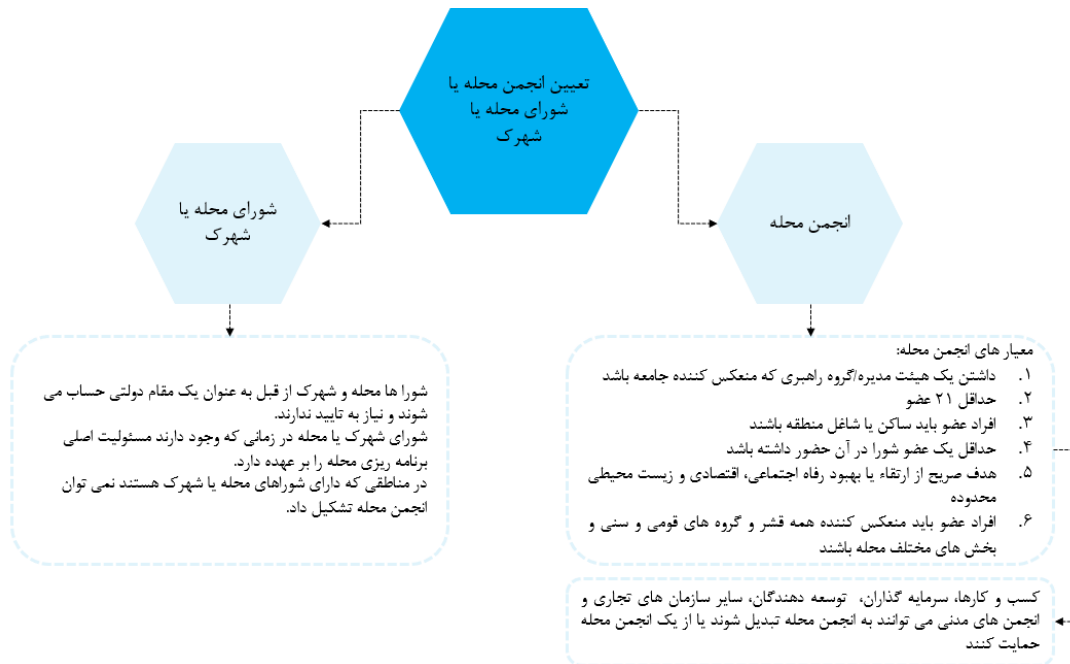 تعیین انجمن محله یا
شورای محله یا
شهرک
انجمن محله
شورای محله یا
شهرک
معیار های انجمن محله:
۱. داشتن یک هیئت مدیره/گروه راهبری که منعکس کننده جامعه باشد
۲. حداقل ۲۱ عضو
۳. افراد عضو باید ساکن یا شاغل منطقه باشند
۴. حداقل یک عضو شورا در آن حضور داشته باشد
۵. هدف صریح از ارتقاء یا بهبود رفاه اجتماعی، اقتصادی و زیست محیطی
محدوده
۶. افراد عضو باید منعکس کننده همه قشر و گروه های قومی و سنی و
بخش های مختلف محله باشند
کسب و کارها، سرمایه گذاران، توسعه دهندگان، سایر سازمان های تجاری و
انجمن های مدنی می توانند به انجمن محله تبدیل شوند یا از یک انجمن محله
حمایت کنند
شورا ها محله و شهرک از قبل به عنوان یک مقام دولتی حساب می
شوند و نیاز به تایید ندارند.
شورای شهرک یا محله در زمانی که وجود دارند مسئولیت اصلی
برنامه ریزی محله را بر عهده دارد.
در مناطقی که دارای شوراهای محله یا شهرک هستند نمی توان
انجمن محله تشکیل داد.